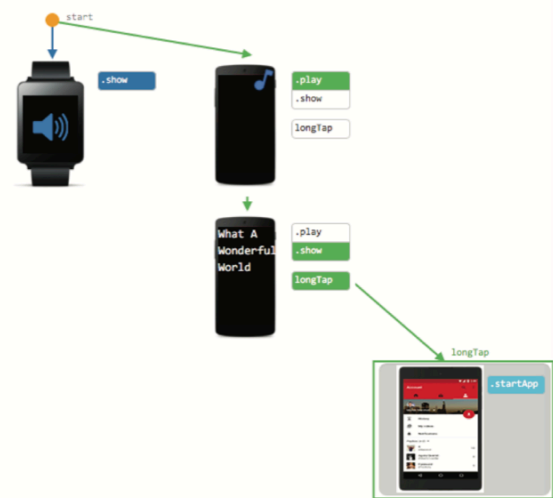 start
.show
.play
.show
longTap
What A
Wonderful
World
.play
.show
longTap
longTap
.startApp